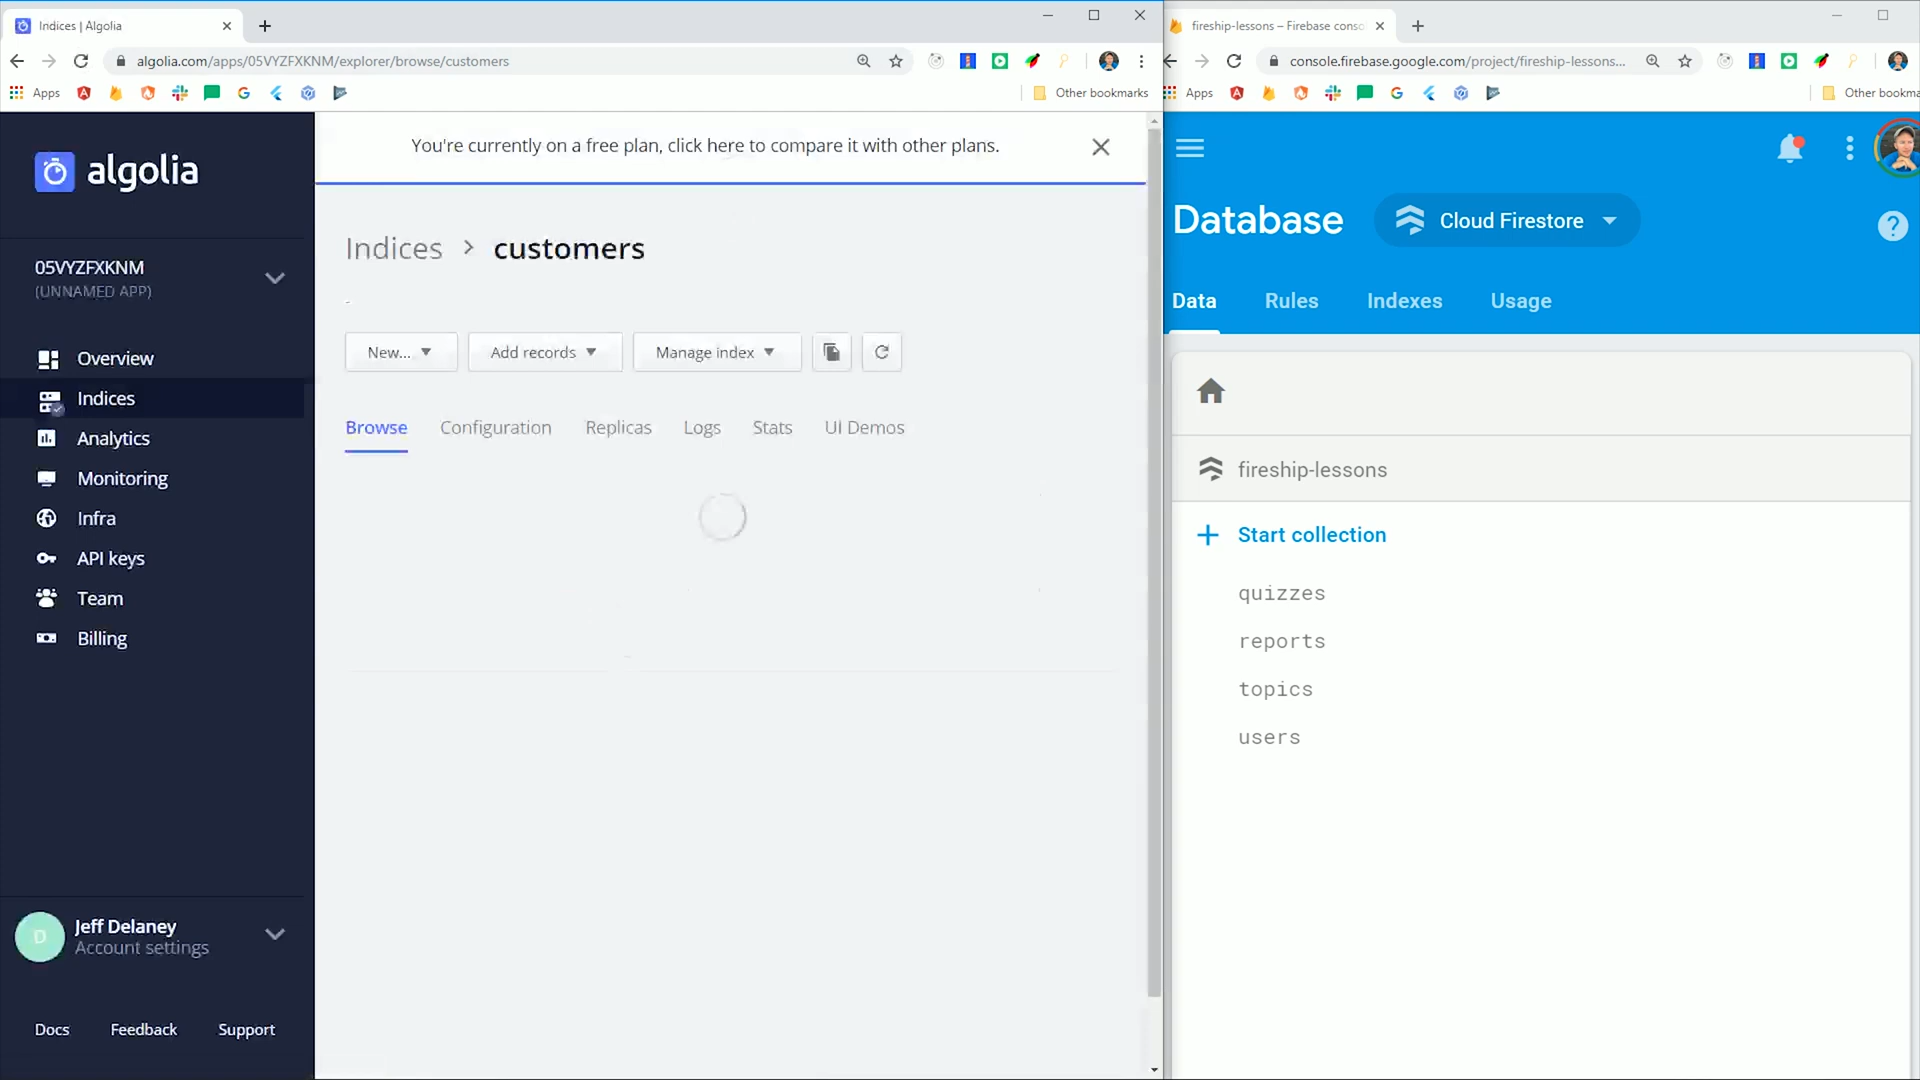 Indices | Algolia
algolia.com/apps/05VYZFXKNM/explorer/browse/customers
Apps
Other bookmarks
algolia
05VYZFXKNM
(UNNAMED APP)
Overview
Indices
Analytics
Monitoring
Infra
API keys
Team
Billing
D
Jeff Delaney
Account settings
Docs
Feedback
Support
You're currently on a free plan, click here to compare it with other plans.
Indices > customers
-
New...
Add records
Manage index
Browse
Configuration
Replicas
Logs
Stats
UI Demos
fireship-lessons – Firebase conso
console.firebase.google.com/project/fireship-lessons...
Apps
Other bookma
Database
Cloud Firestore
?
Data
Rules
Indexes
Usage
fireship-lessons
+ Start collection
quizzes
reports
topics
users